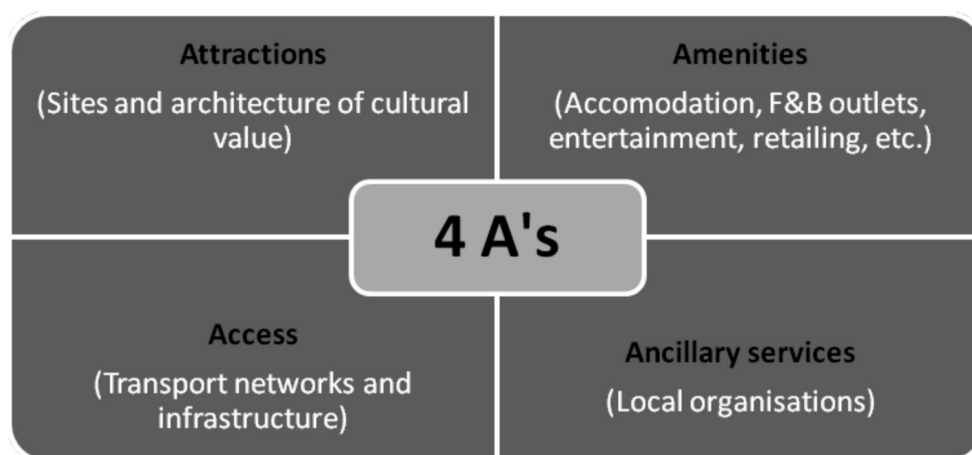 Attractions
(Sites and architecture of cultural
value)
Amenities
(Accomodation, F&B outlets,
entertainment, retailing, etc.)
4 A's
Access
(Transport networks and
infrastructure)
Ancillary services
(Local organisations)